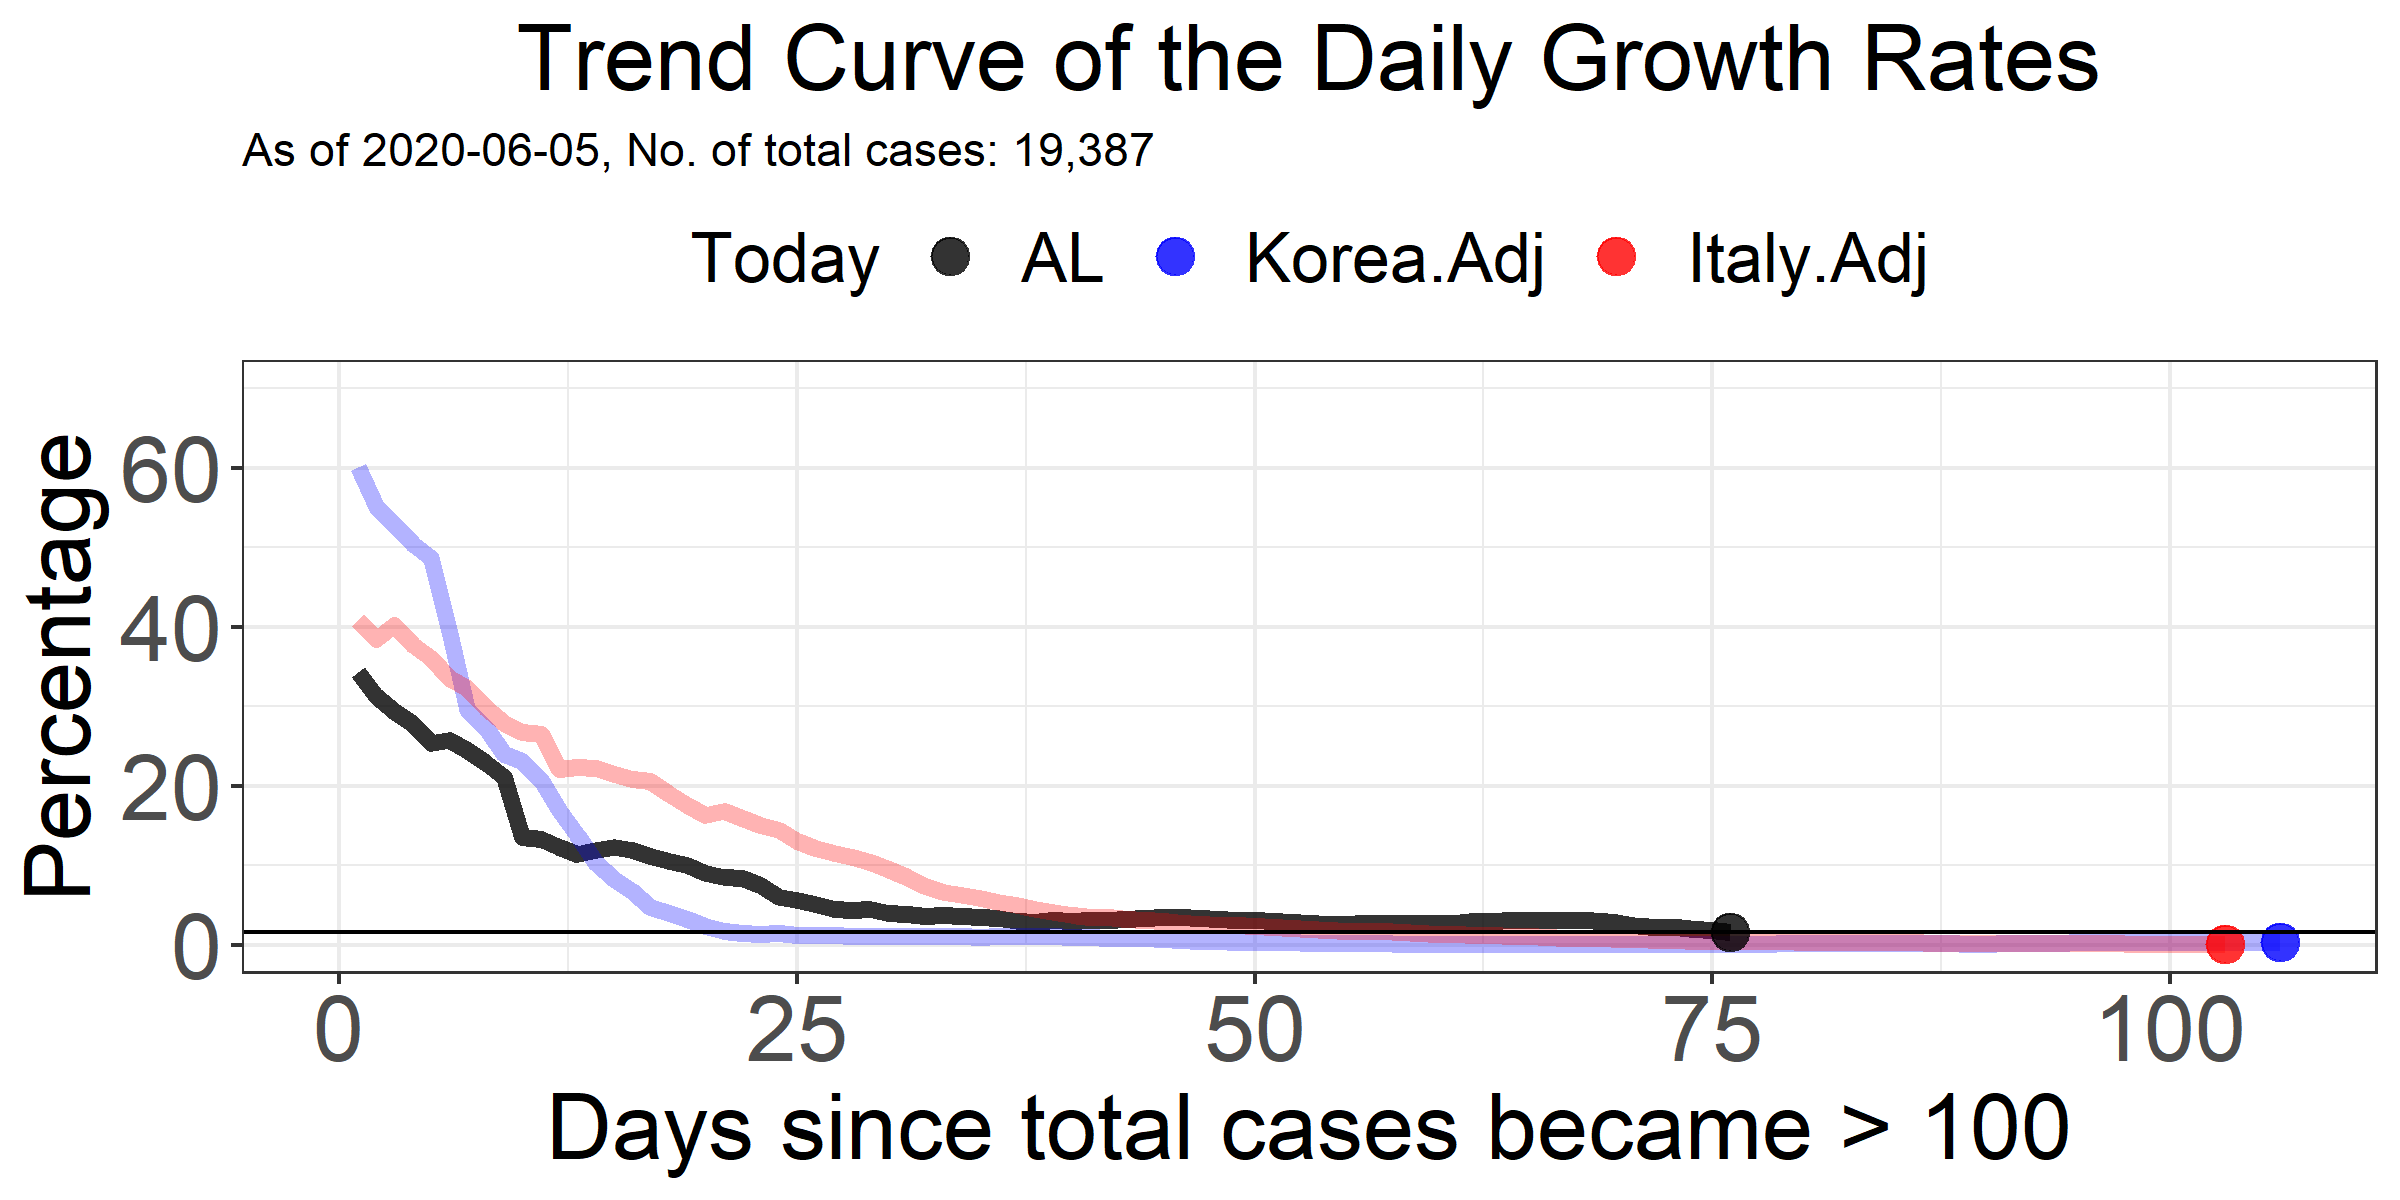 Trend Curve of the Daily Growth Rates
As of 2020-06-05, No. of total cases: 19,387
Today AL Korea.Adj Italy.Adj
Percentage
60
40
20
0
0 25 50 75 100
Days since total cases became > 100